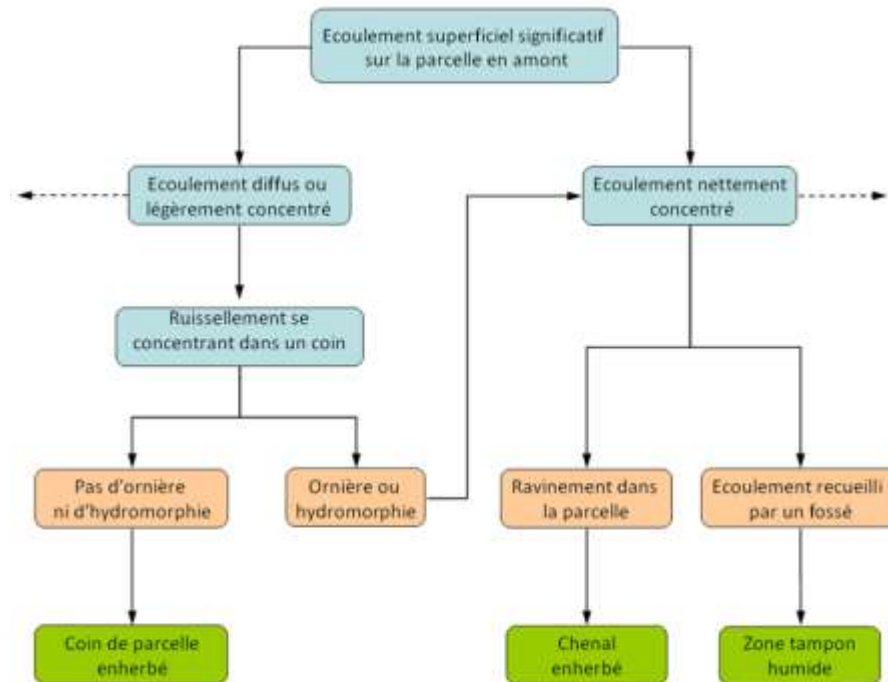 Ecoulement superficiel significatif
sur la parcelle en amont
Ecoulement diffus ou
légèrement concentré
Ecoulement nettement
concentré
Ruissellement se
concentrant dans un coin
Pas d'ornière
ni d'hydromorphie
Ornière ou
hydromorphie
Ravinement dans
la parcelle
Ecoulement recueilli
par un fossé
Coin de parcelle
enherbé
Chenal
enherbé
Zone tampon
humide